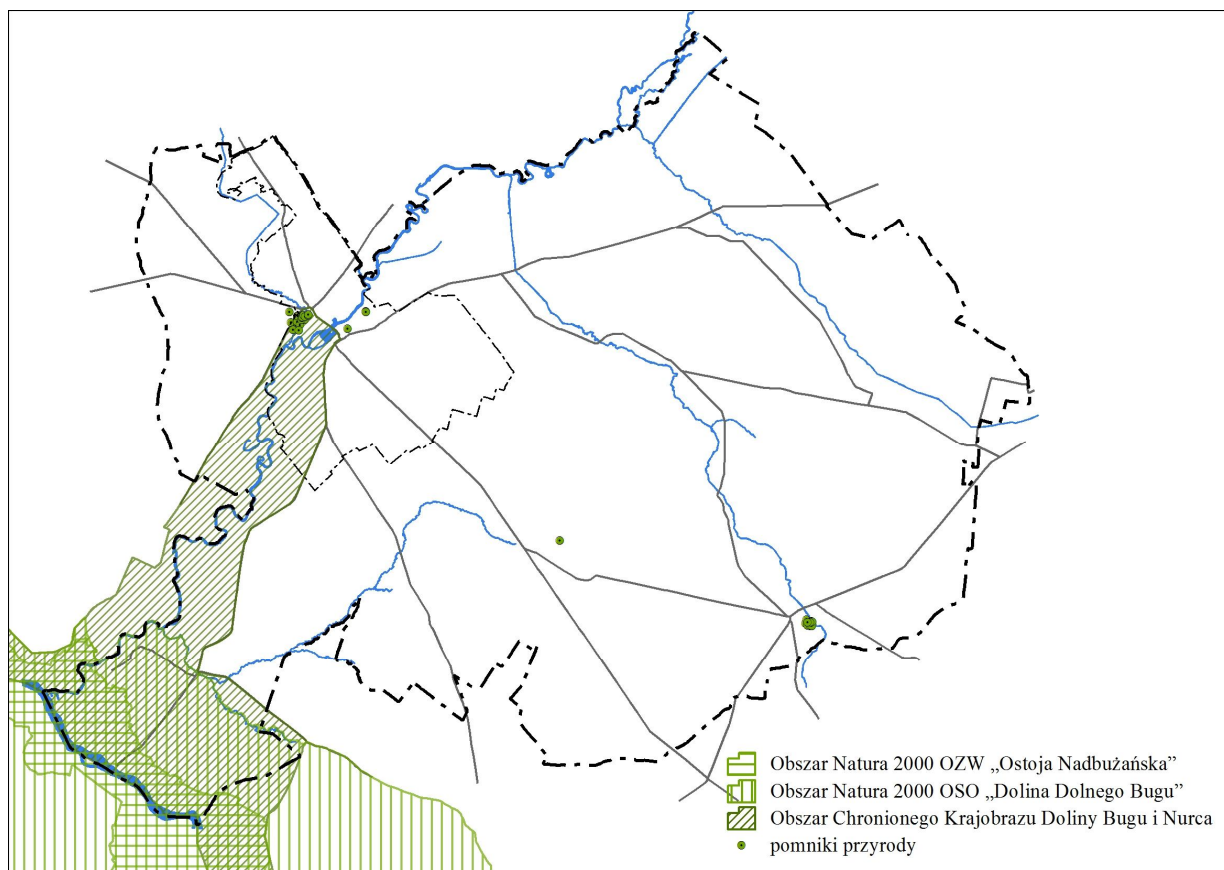 Obszar Natura 2000 OZW „Ostoja Nadbużańska”
Obszar Natura 2000 OSO „Dolina Dolnego Bugu”
Obszar Chronionego Krajobrazu Doliny Bugu i Nurca
pomniki przyrody